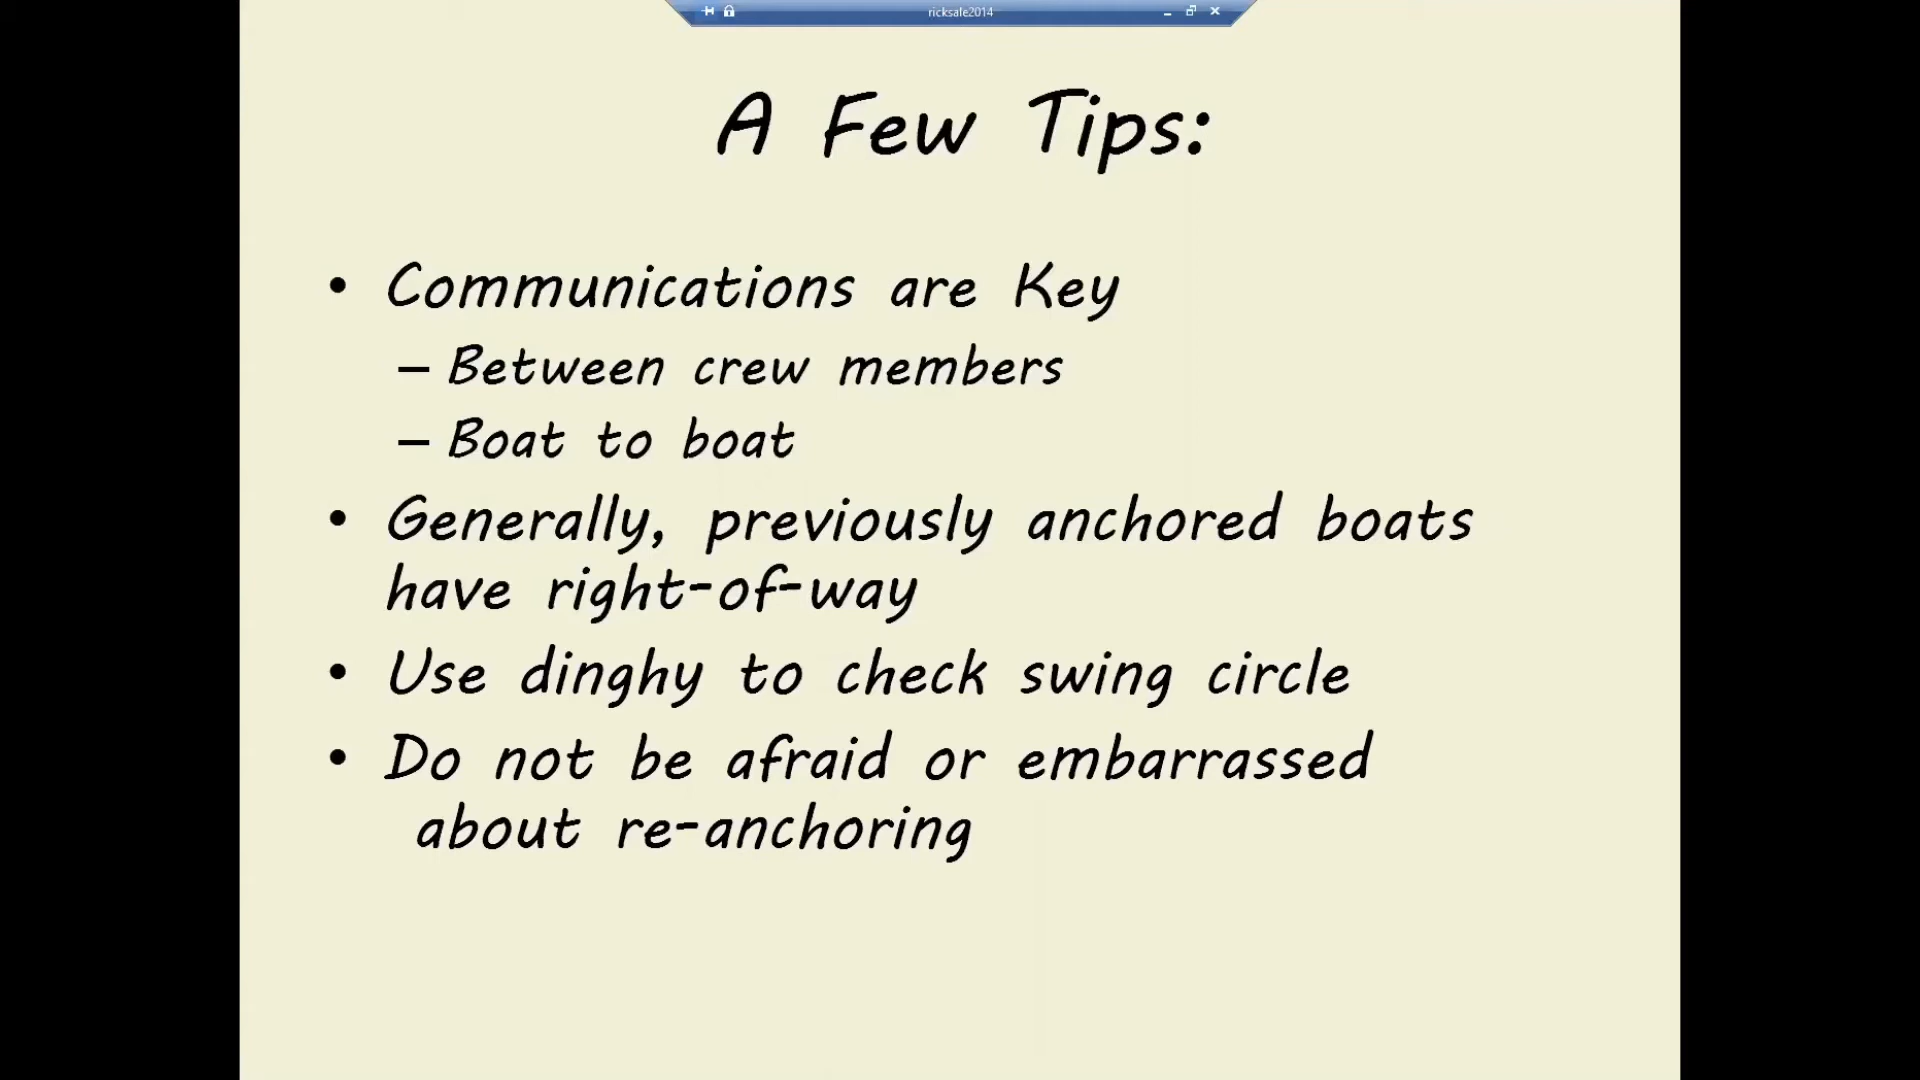 ricksale2014
A Few Tips:
• Communications are Key
– Between crew members
– Boat to boat
• Generally, previously anchored boats
have right-of-way
• Use dinghy to check swing circle
• Do not be afraid or embarrassed
about re-anchoring